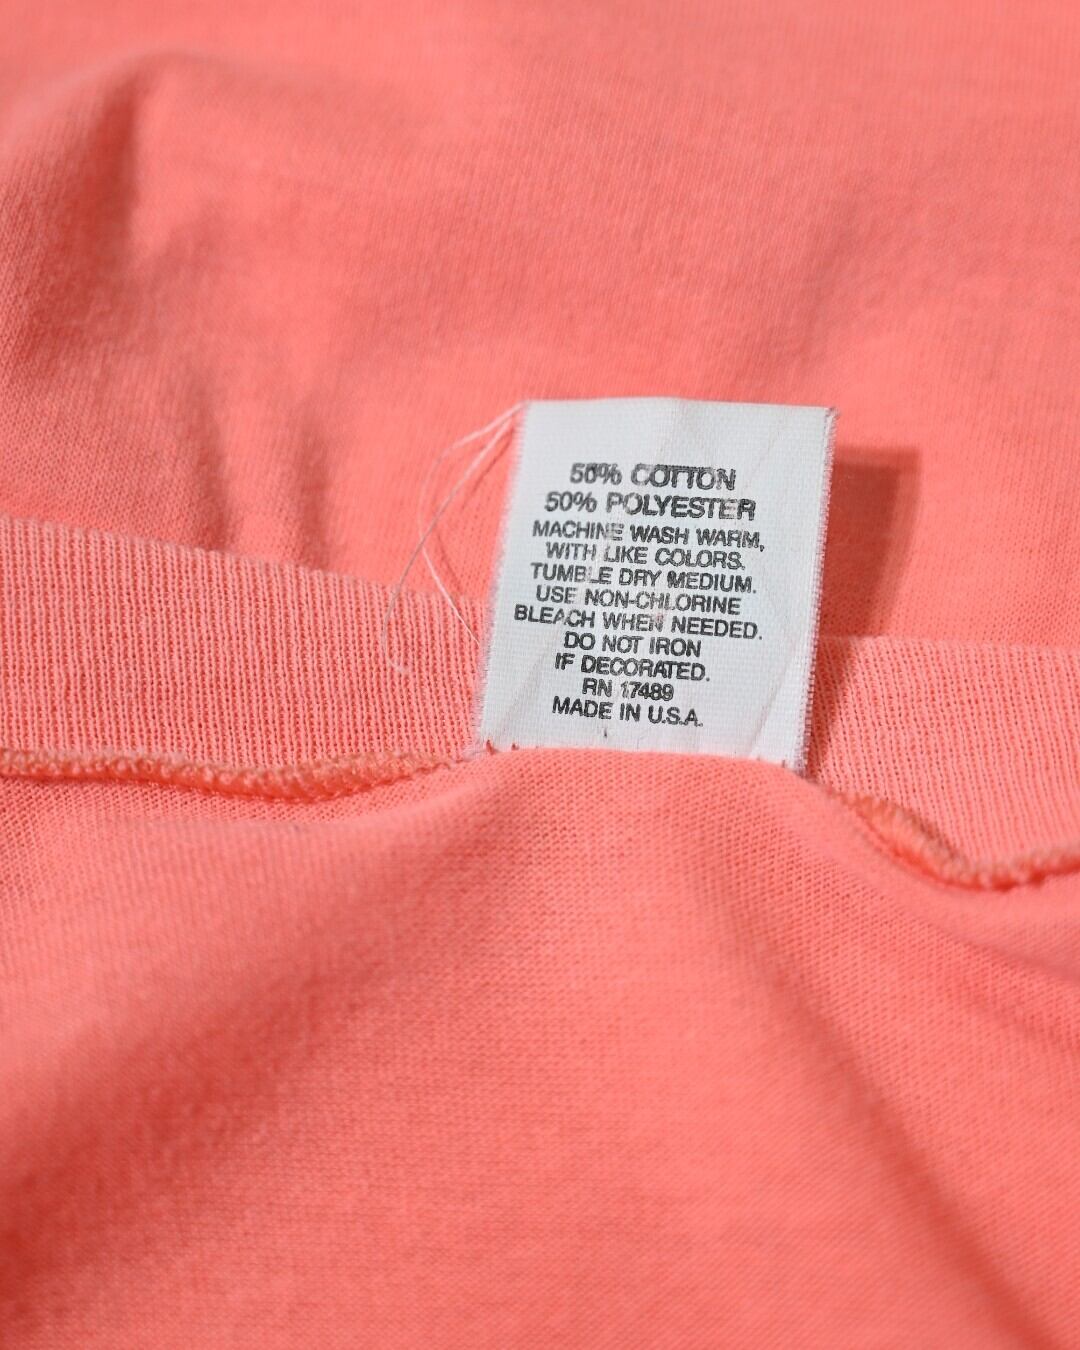 50% COTTON
50% POLYESTER
MACHINE WASH WARM,
WITH LIKE COLORS.
TUMBLE DRY MEDIUM.
USE NON-CHLORINE
BLEACH WHEN NEEDED.
DO NOT IRON
IF DECORATED.
RN 17489
MADE IN U.S.A.